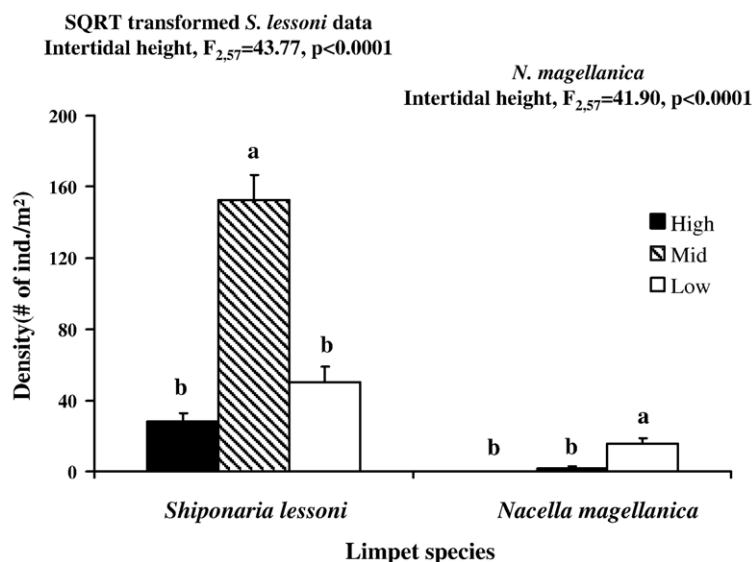 SQRT transformed S. lessoni data
Intertidal height, F2,57=43.77, p<0.0001
N. magellanica
Intertidal height, F2,57=41.90, p<0.0001
Density(# of ind./m²)
200
160
120
80
40
0
b
a
b
b
b
a
High
Mid
Low
Shiponaria lessoni
Nacella magellanica
Limpet species